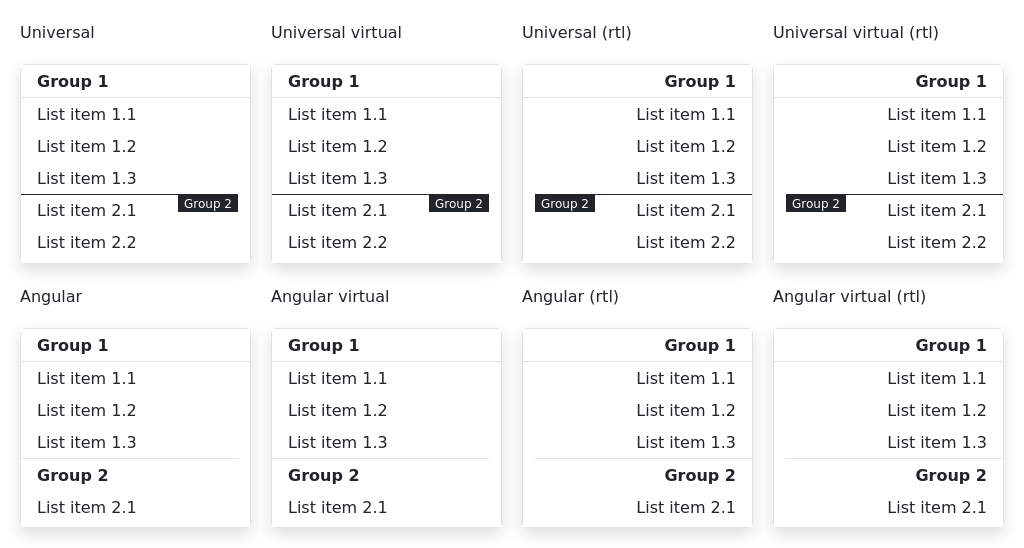 Universal
Group 1
List item 1.1
List item 1.2
List item 1.3
Group 2
List item 2.1
List item 2.2
Universal virtual
Group 1
List item 1.1
List item 1.2
List item 1.3
Group 2
List item 2.1
List item 2.2
Universal (rtl)
Group 1
List item 1.1
List item 1.2
List item 1.3
Group 2
List item 2.1
List item 2.2
Universal virtual (rtl)
Group 1
List item 1.1
List item 1.2
List item 1.3
Group 2
List item 2.1
List item 2.2
Angular
Group 1
List item 1.1
List item 1.2
List item 1.3
Group 2
List item 2.1
Angular virtual
Group 1
List item 1.1
List item 1.2
List item 1.3
Group 2
List item 2.1
Angular (rtl)
Group 1
List item 1.1
List item 1.2
List item 1.3
Group 2
List item 2.1
Angular virtual (rtl)
Group 1
List item 1.1
List item 1.2
List item 1.3
Group 2
List item 2.1